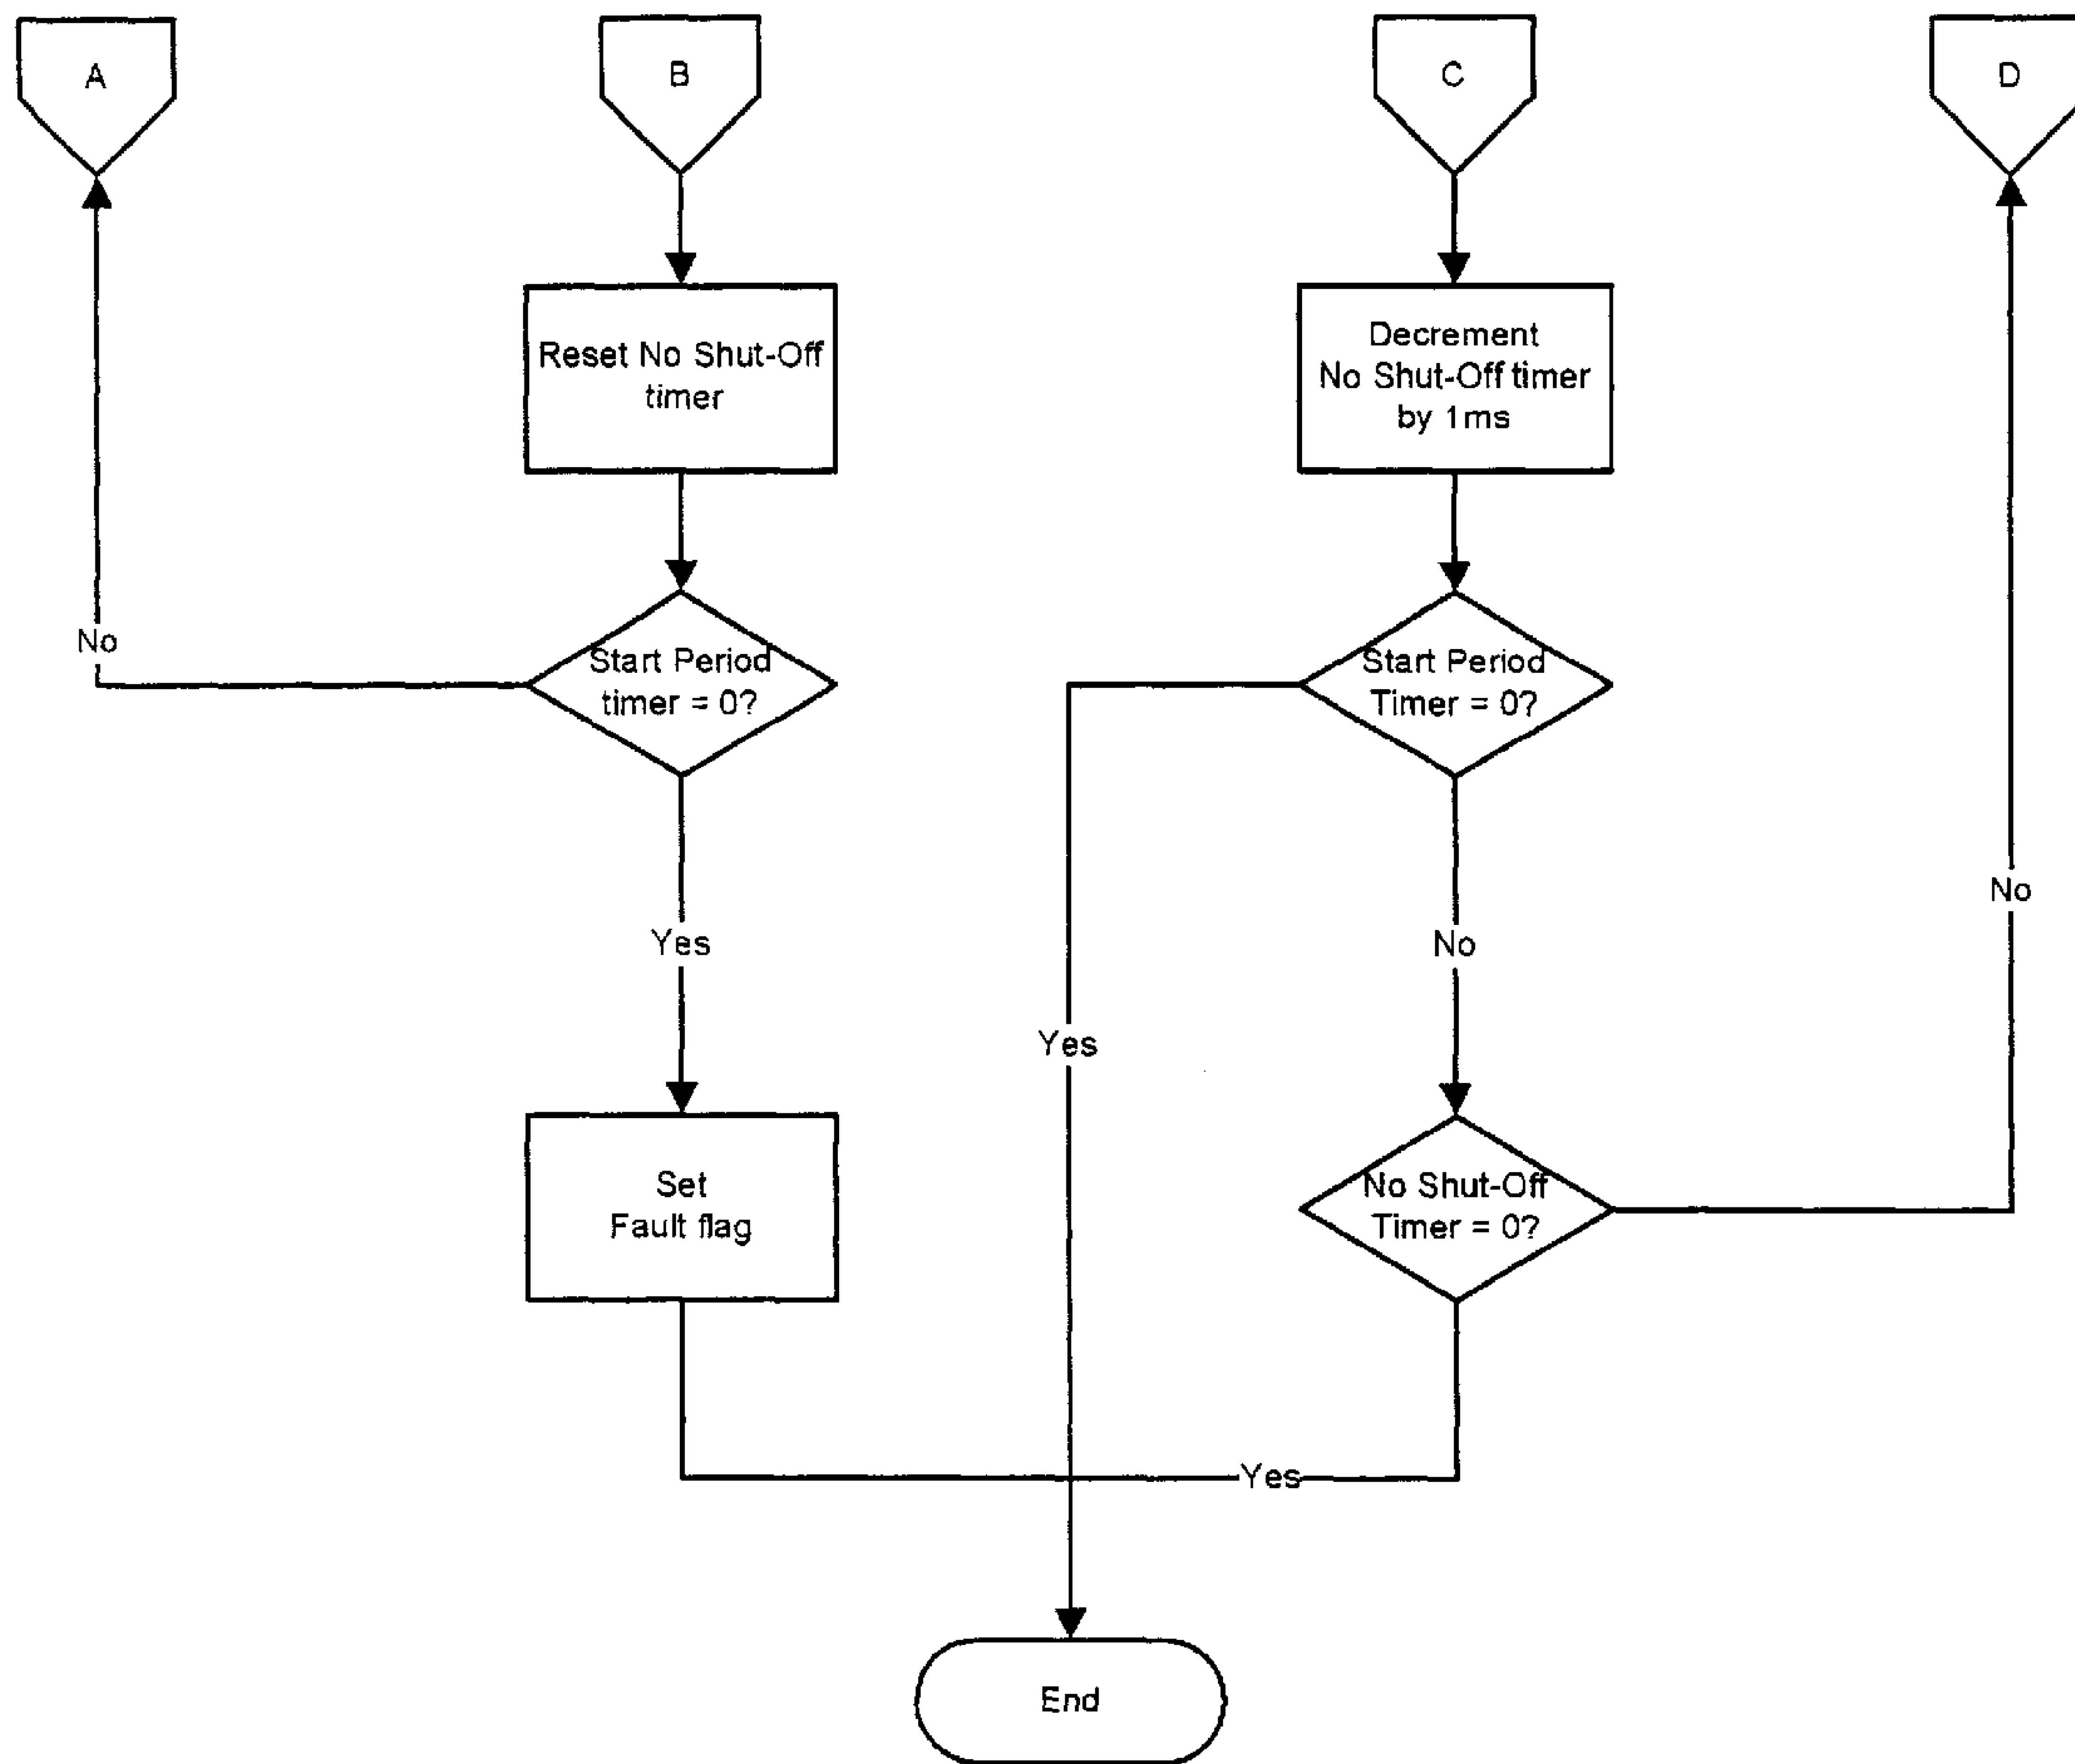 A
B
C
D
Reset No Shut-Off
timer
Decrement
No Shut-Off timer
by 1ms
No
Start Period
timer = 0?
Start Period
Timer = 0?
No
Yes
No
Yes
Set
Fault flag
No Shut-Off
Timer = 0?
Yes
End